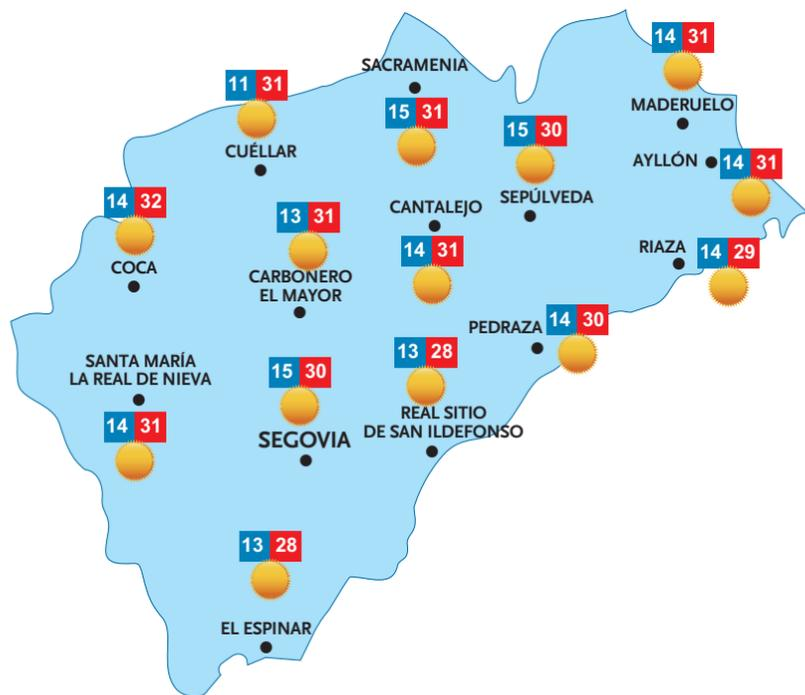 14 31
MADERUELO
SACRAMENIA
15 31
11 31
CUÉLLAR
15 30
SEPÚLVEDA
AYLLÓN
14 31
14 32
COCA
13 31
CARBONERO
EL MAYOR
CANTALEJO
14 31
RIAZA
14 29
PEDRAZA
14 30
SANTA MARÍA
LA REAL DE NIEVA
14 31
15 30
SEGOVIA
13 28
REAL SITIO
DE SAN ILDEFONSO
13 28
EL ESPINAR